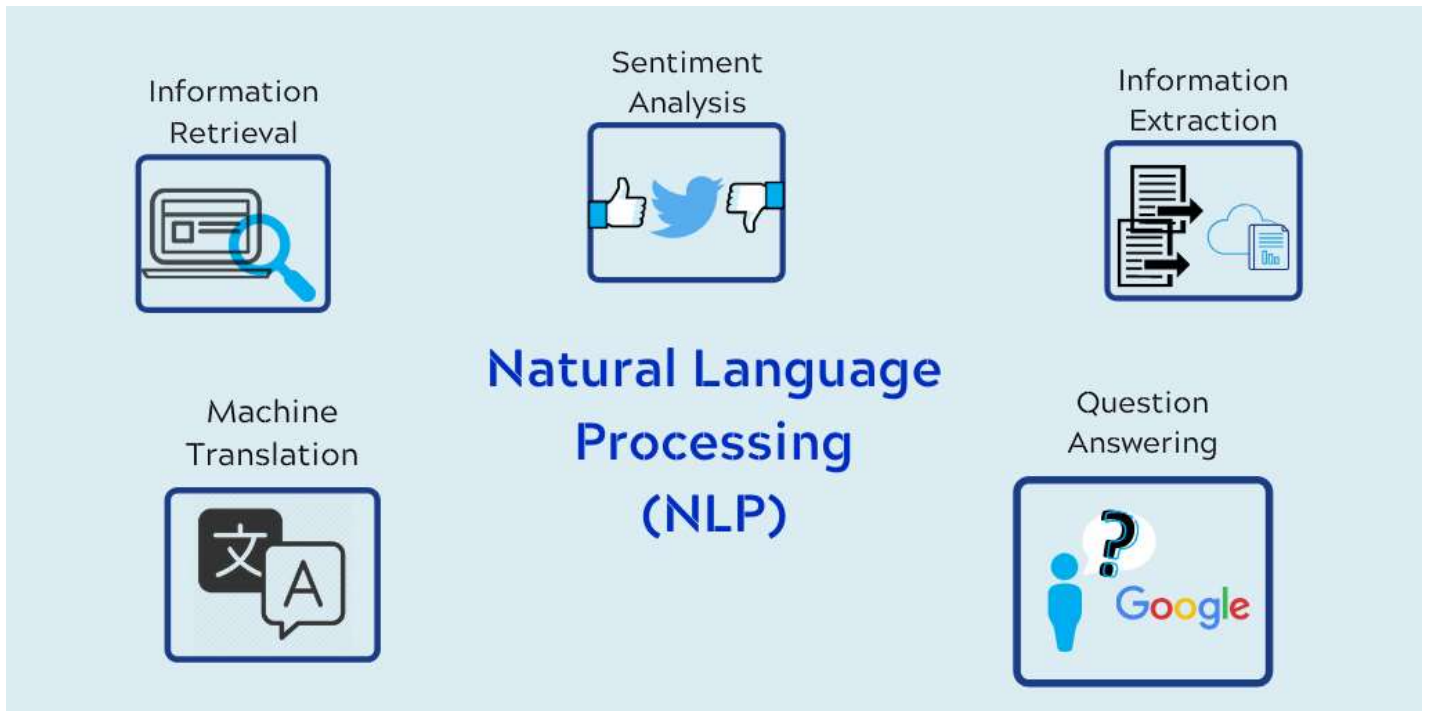 Information
Retrieval
Sentiment
Analysis
Information
Extraction
Natural Language
Processing
(NLP)
Machine
Translation
文
A
Question
Answering
?
Google